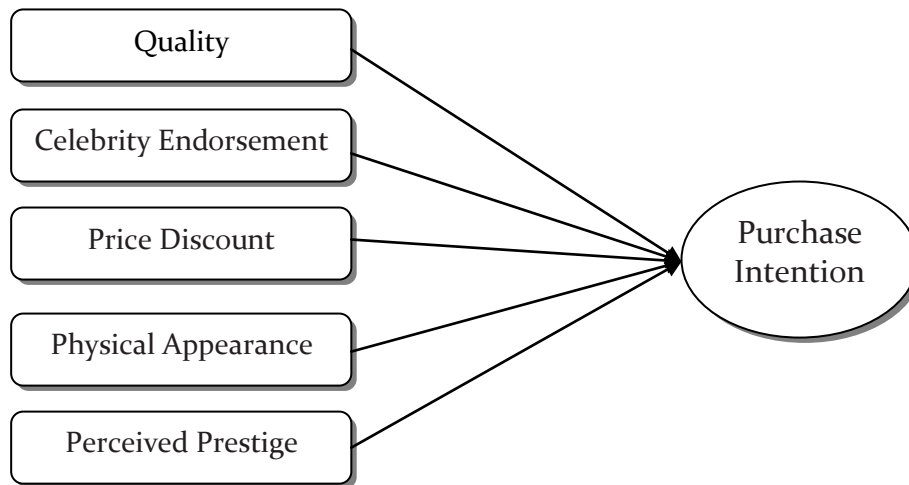 Quality
Celebrity Endorsement
Price Discount
Physical Appearance
Perceived Prestige
Purchase
Intention